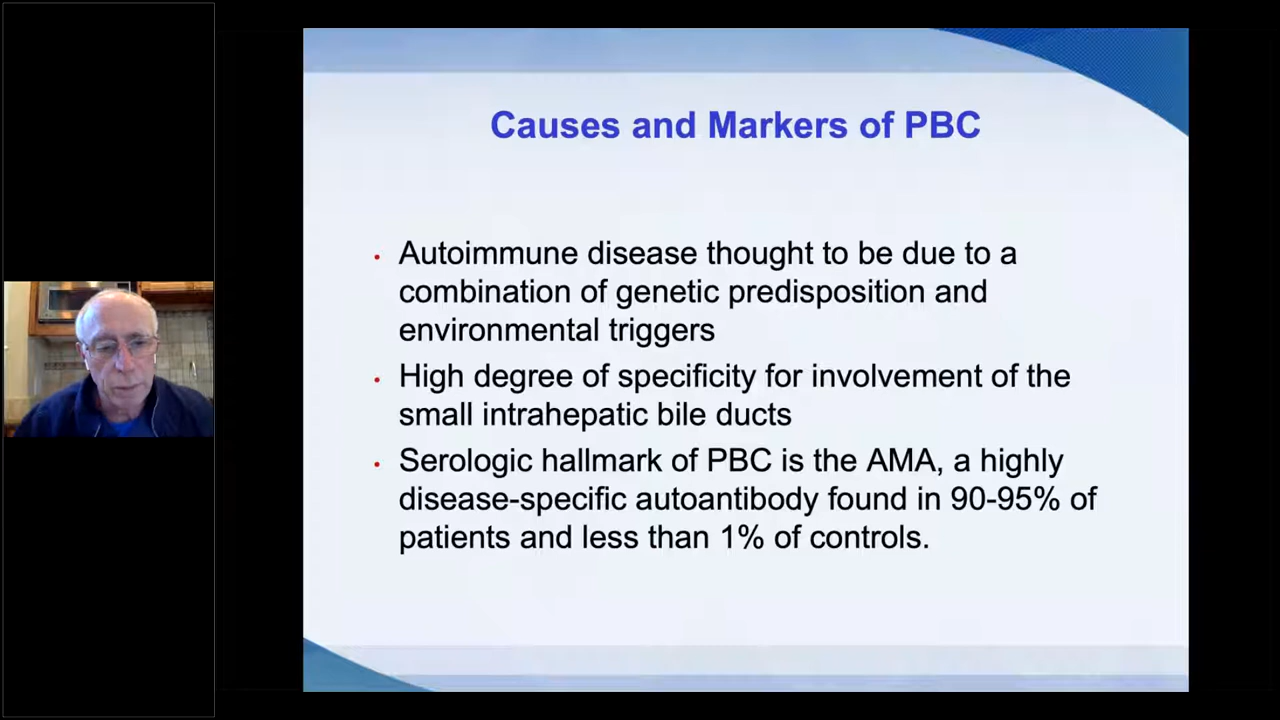 Causes and Markers of PBC
• Autoimmune disease thought to be due to a
combination of genetic predisposition and
environmental triggers
• High degree of specificity for involvement of the
small intrahepatic bile ducts
• Serologic hallmark of PBC is the AMA, a highly
disease-specific autoantibody found in 90-95% of
patients and less than 1% of controls.